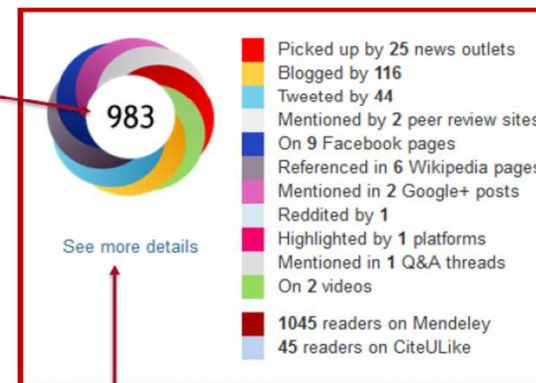 983
See more details
Picked up by 25 news outlets
Blogged by 116
Tweeted by 44
Mentioned by 2 peer review sites
On 9 Facebook pages
Referenced in 6 Wikipedia pages
Mentioned in 2 Google+ posts
Reddited by 1
Highlighted by 1 platforms
Mentioned in 1 Q&A threads
On 2 videos
1045 readers on Mendeley
45 readers on CiteULike